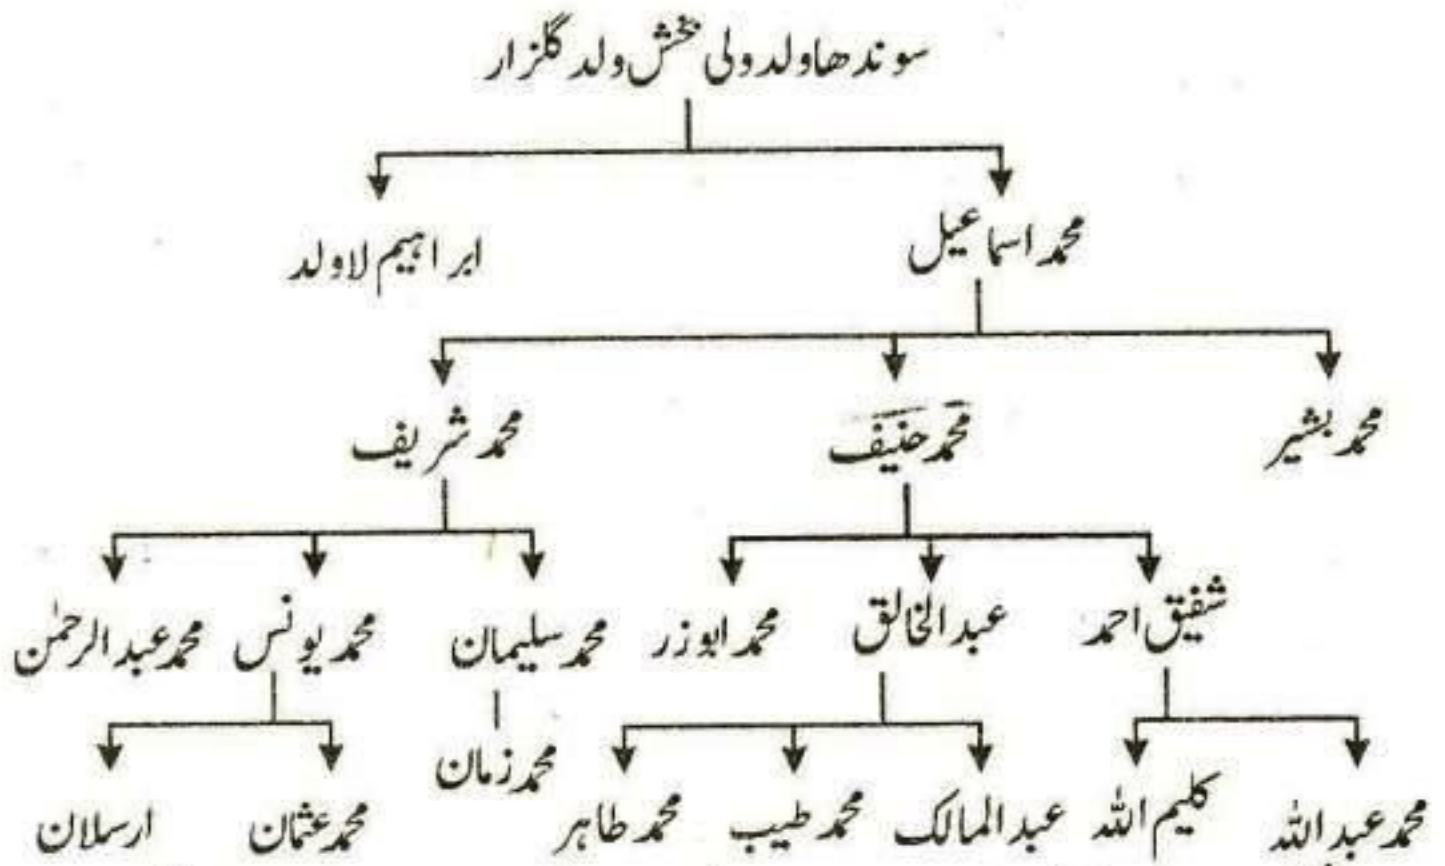 سوندھا ولد ولی بخش ولد گلزار
محمد اسماعیل ابراہیم لاولد
محمد بشیر محمد حنیف محمد شریف
شفیق احمد عبدالخالق محمد ابوزر محمد سلیمان محمد یونس محمد عبدالرحمٰن
محمد زمان
محمد عبداللہ کلیم اللہ عبدالمالک محمد طیب محمد طاہر محمد عثمان ارسلان